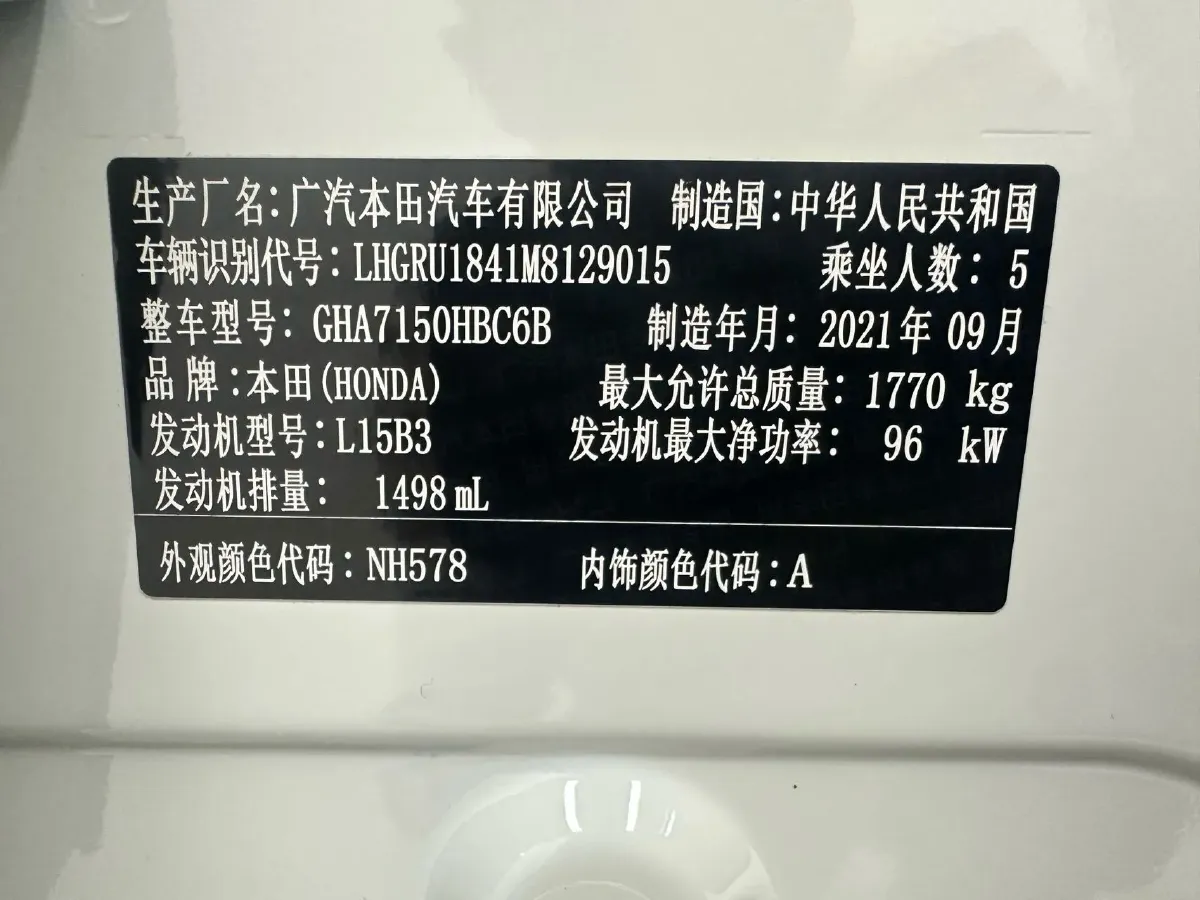 生产厂名:广汽本田汽车有限公司 制造国:中华人民共和国
车辆识别代号:LHGRU1841M8129015 乘坐人数: 5
整车型号: GHA7150HBC6B 制造年月: 2021年 09月
品 牌:本田(HONDA) 最大允许总质量: 1770 kg
发动机型号:L15B3 发动机最大净功率: 96 kW
发动机排量: 1498 mL
外观颜色代码:NH578 内饰颜色代码:A